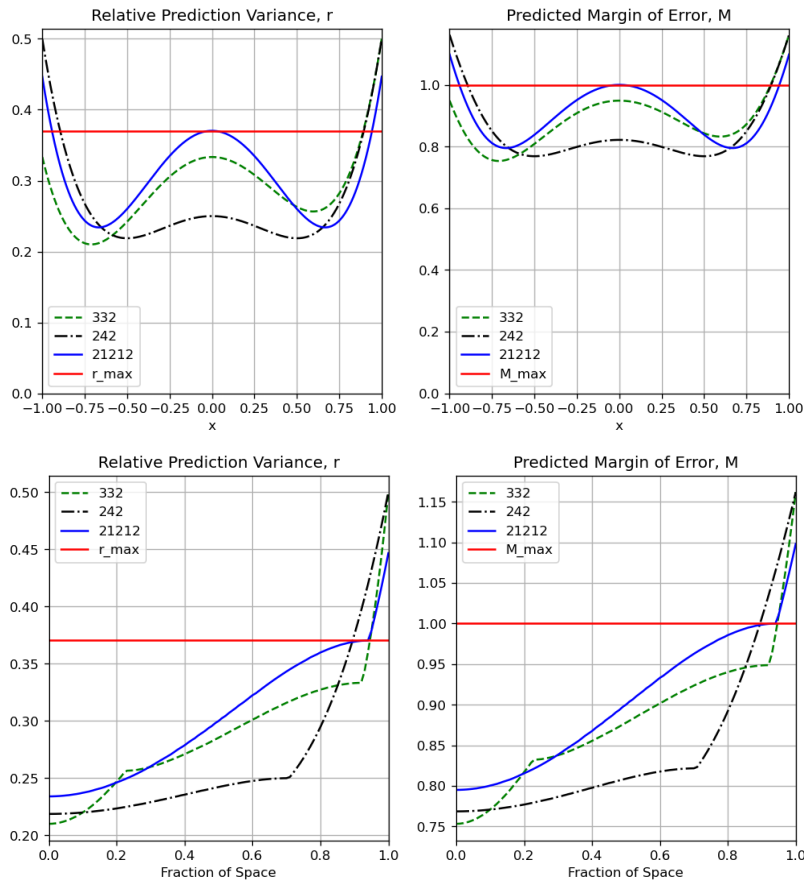 Relative Prediction Variance, r
0.5
0.4
0.3
0.2
0.1
0.0
332
242
21212
r_max
−1.00 −0.75 −0.50 −0.25 0.00 0.25 0.50 0.75 1.00
x
Predicted Margin of Error, M
1.0
0.8
0.6
0.4
0.2
0.0
332
242
21212
M_max
−1.00 −0.75 −0.50 −0.25 0.00 0.25 0.50 0.75 1.00
x
Relative Prediction Variance, r
0.50
0.45
0.40
0.35
0.30
0.25
0.20
332
242
21212
r_max
0.0 0.2 0.4 0.6 0.8 1.0
Fraction of Space
Predicted Margin of Error, M
1.15
1.10
1.05
1.00
0.95
0.90
0.85
0.80
0.75
332
242
21212
M_max
0.0 0.2 0.4 0.6 0.8 1.0
Fraction of Space